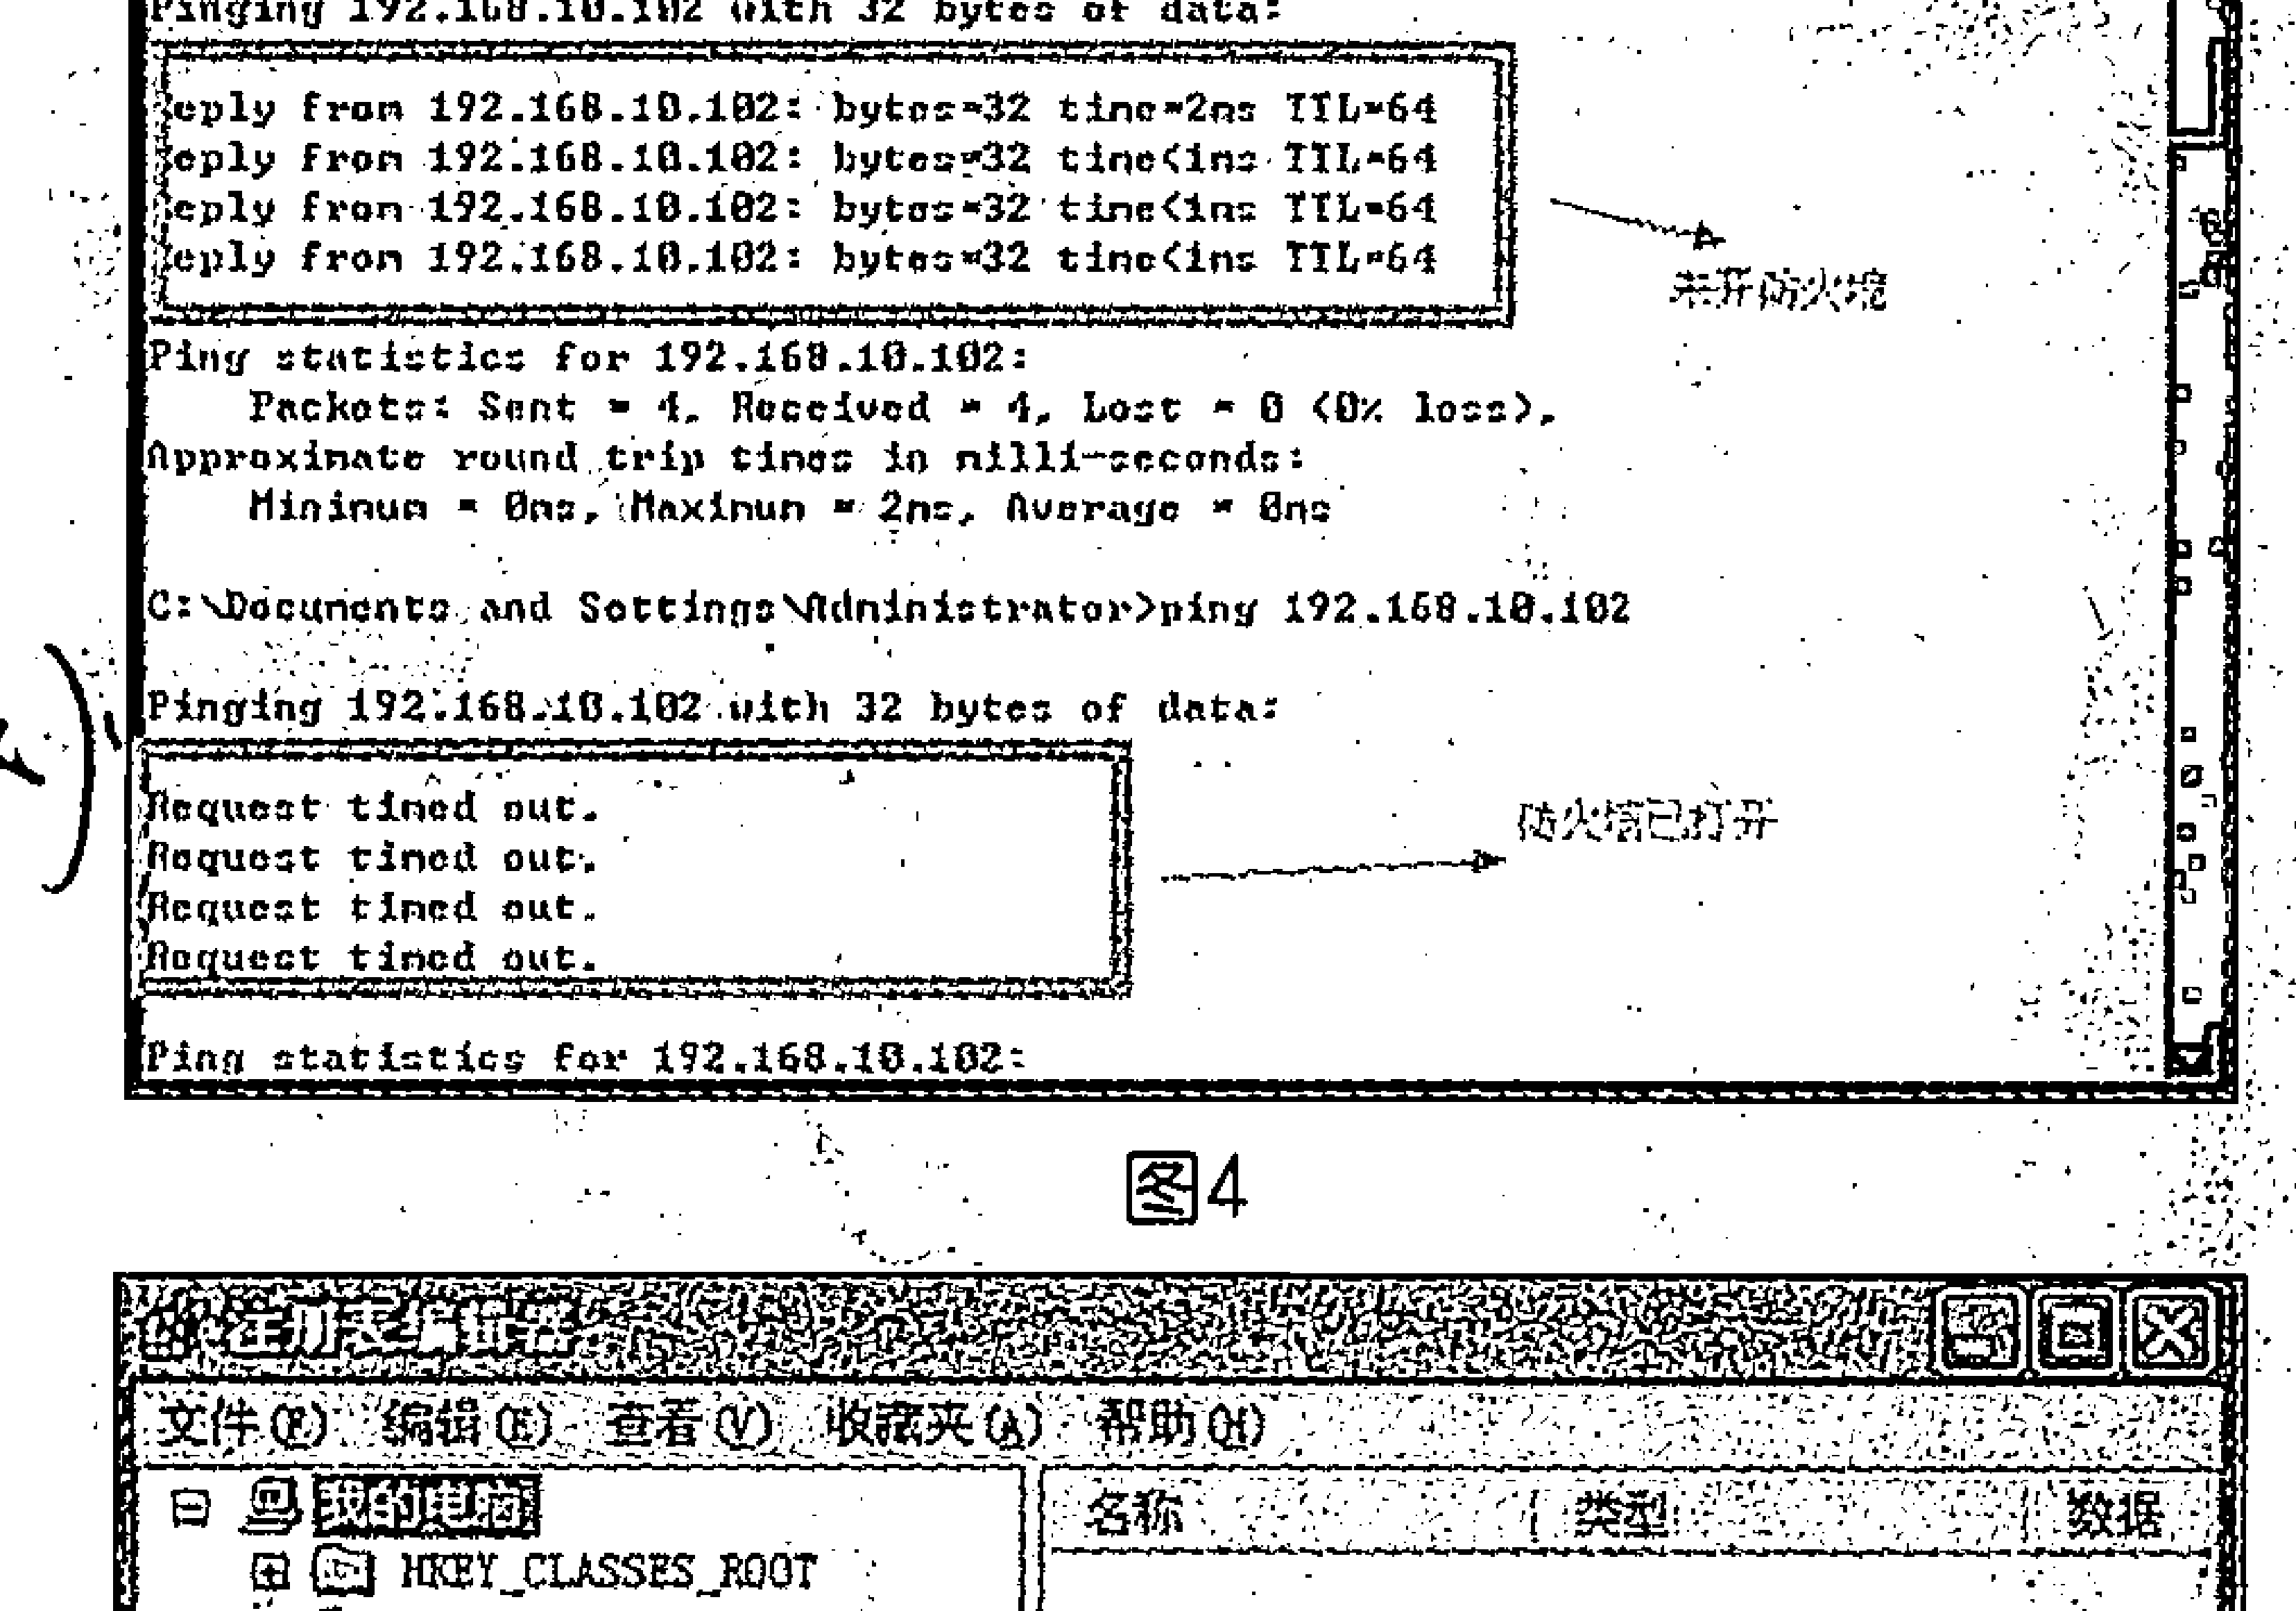 Pinging 192.168.10.102 with 32 bytes of data:
Reply from 192.168.10.102: bytes=32 time=2ms TTL=64
Reply from 192.168.10.102: bytes=32 time<1ms TTL=64
Reply from 192.168.10.102: bytes=32 time<1ms TTL=64
Reply from 192.168.10.102: bytes=32 time<1ms TTL=64
未开防火墙
Ping statistics for 192.168.10.102:
Packets: Sent = 4, Received = 4, Lost = 0 (0% loss),
Approximate round trip times in milli-seconds:
Minimum = 0ms, Maximum = 2ms, Average = 0ms
C:\Documents and Settings\Administrator>ping 192.168.10.102
Pinging 192.168.10.102 with 32 bytes of data:
Request timed out.
Request timed out.
Request timed out.
Request timed out.
防火墙已打开
Ping statistics for 192.168.10.102:
图4
注册表编辑器
文件(F) 编辑(E) 查看(V) 收藏夹(A) 帮助(H)
我的电脑 名称 类型 数据
HKEY_CLASSES_ROOT